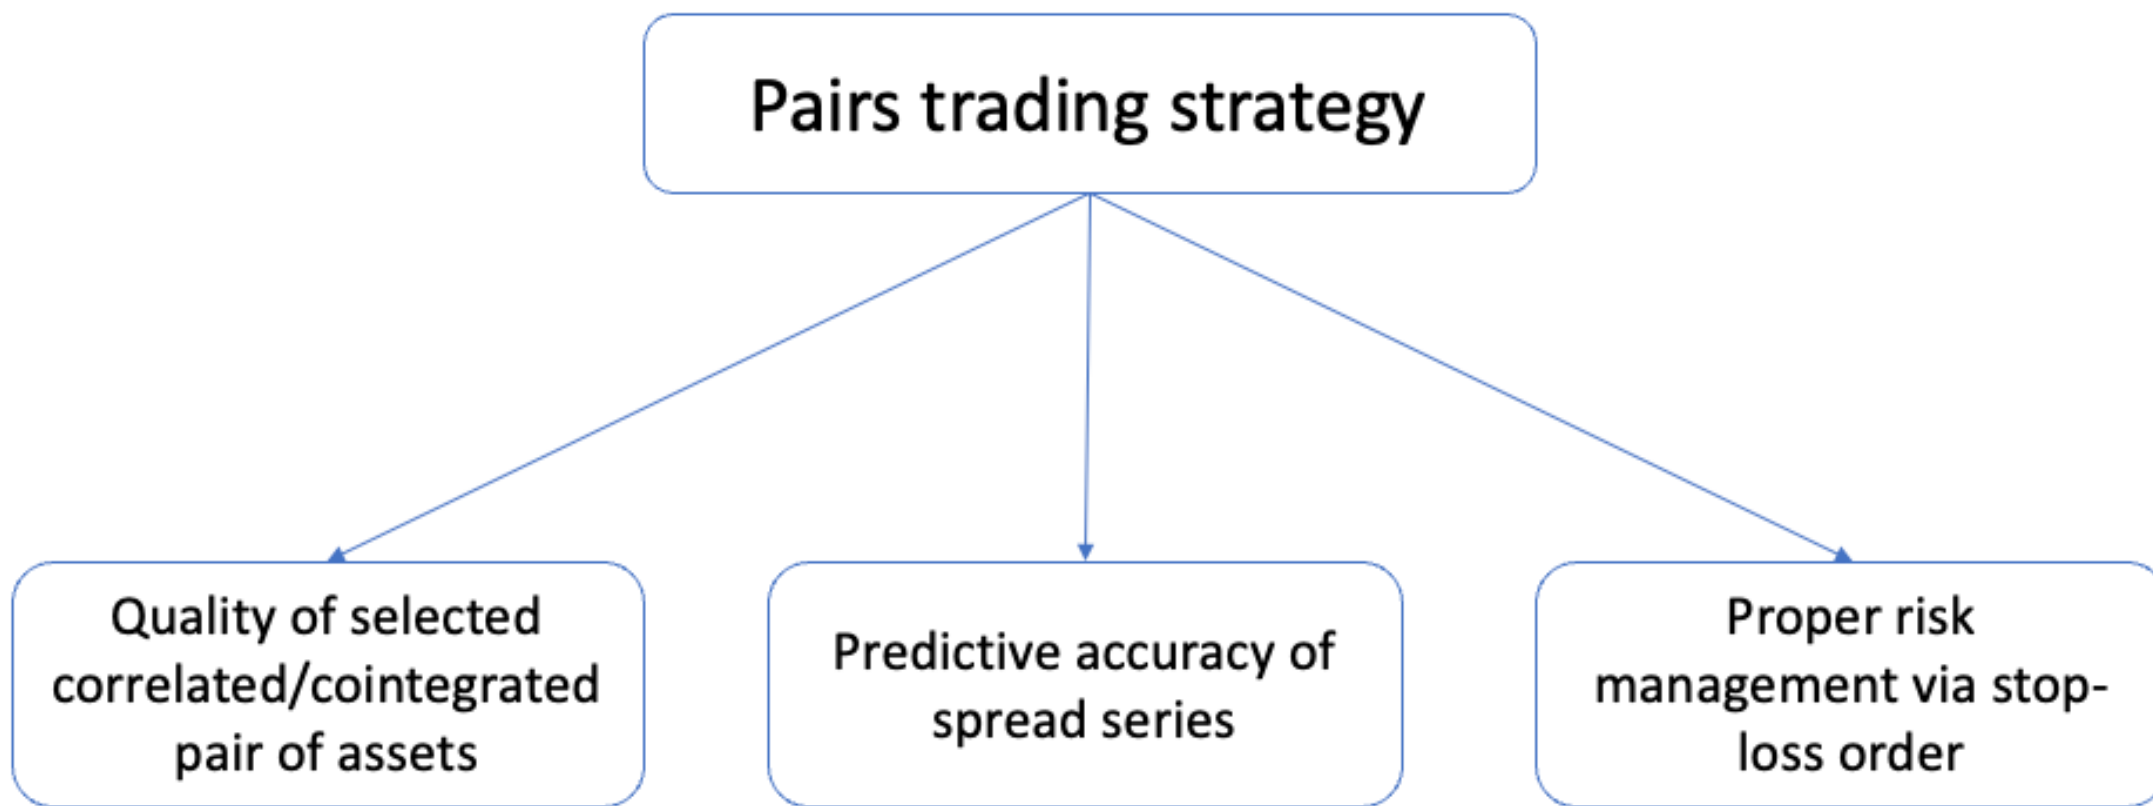 Pairs trading strategy
Quality of selected
correlated/cointegrated
pair of assets
Predictive accuracy of
spread series
Proper risk
management via stop-
loss order